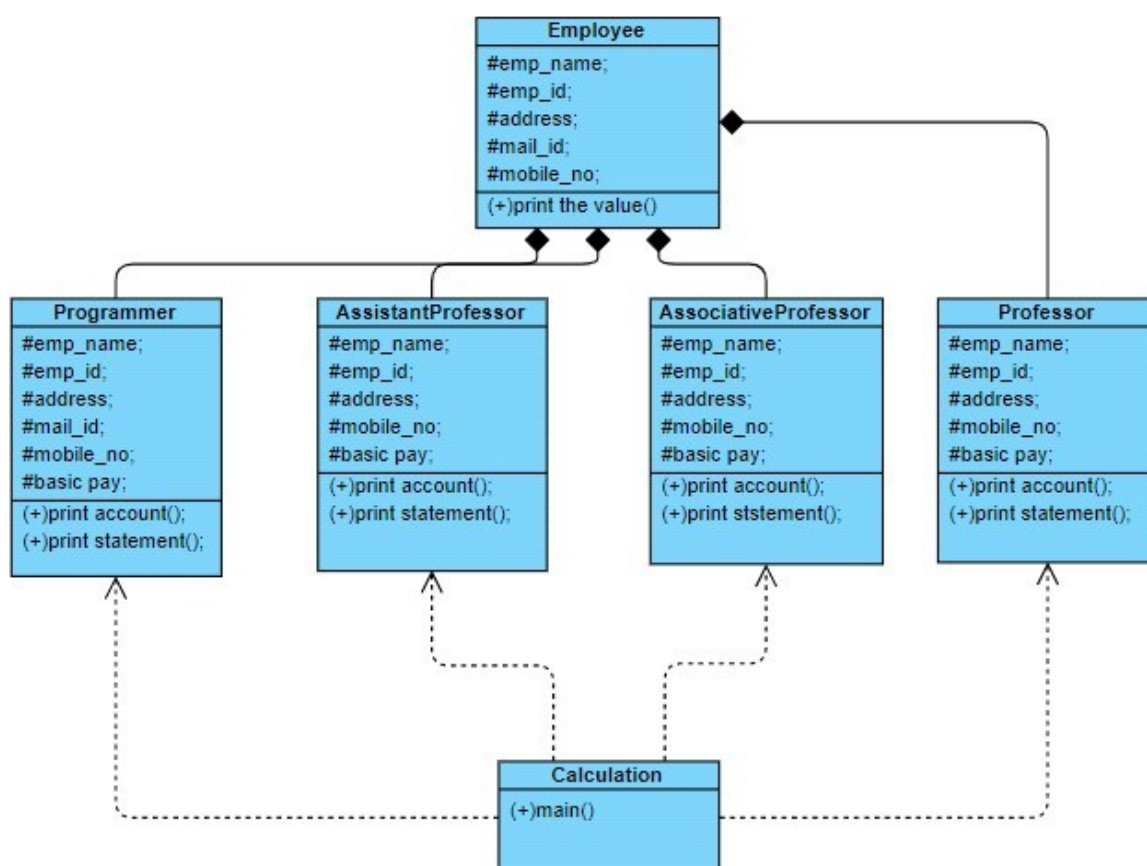 Employee
#emp_name;
#emp_id;
#address;
#mail_id;
#mobile_no;
(+)print the value()
Programmer
#emp_name;
#emp_id;
#address;
#mail_id;
#mobile_no;
#basic pay;
(+)print account();
(+)print statement();
AssistantProfessor
#emp_name;
#emp_id;
#address;
#mobile_no;
#basic pay;
(+)print account();
(+)print statement();
AssociativeProfessor
#emp_name;
#emp_id;
#address;
#mobile_no;
#basic pay;
(+)print account();
(+)print ststement();
Professor
#emp_name;
#emp_id;
#address;
#mobile_no;
#basic pay;
(+)print account();
(+)print statement();
Calculation
(+)main()